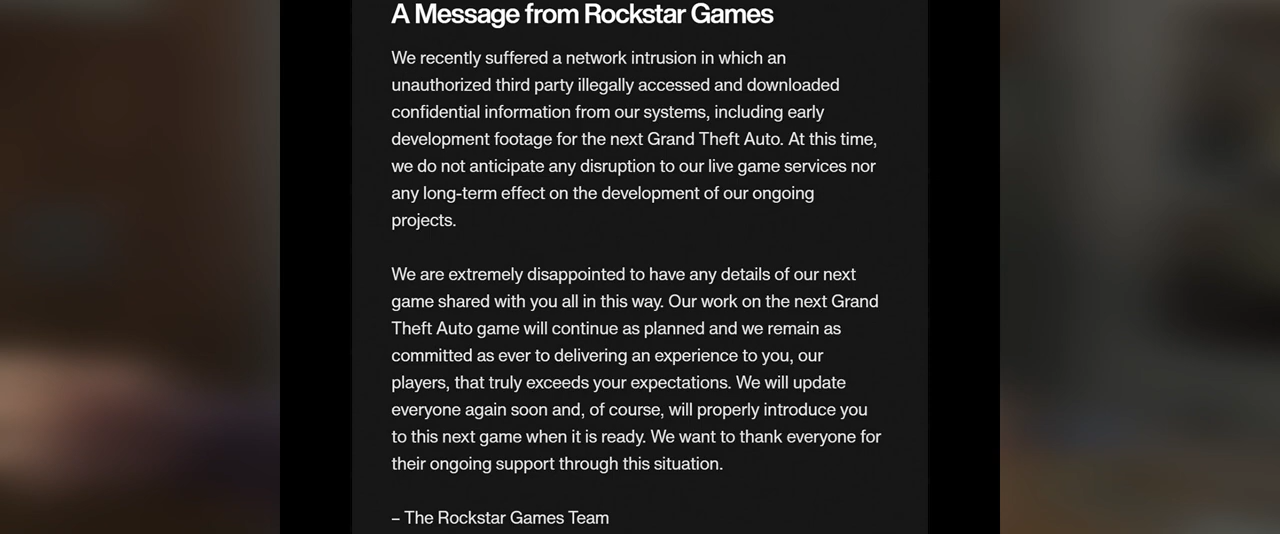 A Message from Rockstar Games
We recently suffered a network intrusion in which an
unauthorized third party illegally accessed and downloaded
confidential information from our systems, including early
development footage for the next Grand Theft Auto. At this time,
we do not anticipate any disruption to our live game services nor
any long-term effect on the development of our ongoing
projects.
We are extremely disappointed to have any details of our next
game shared with you all in this way. Our work on the next Grand
Theft Auto game will continue as planned and we remain as
committed as ever to delivering an experience to you, our
players, that truly exceeds your expectations. We will update
everyone again soon and, of course, will properly introduce you
to this next game when it is ready. We want to thank everyone for
their ongoing support through this situation.
– The Rockstar Games Team